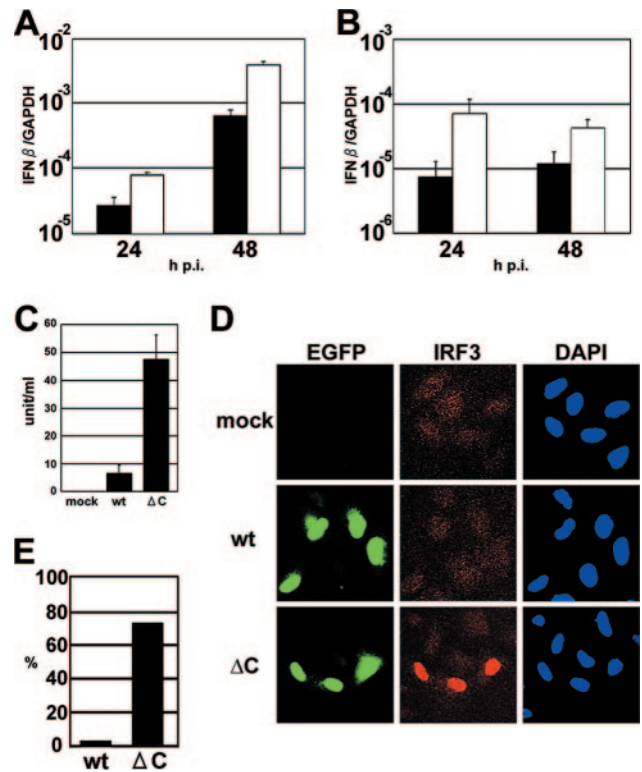 A
IFN β/GAPDH
10⁻²
10⁻³
10⁻⁴
10⁻⁵
24
48
h p.i.
B
IFN β/GAPDH
10⁻³
10⁻⁴
10⁻⁵
10⁻⁶
24
48
h p.i.
C
unit/ml
60
50
40
30
20
10
0
mock wt ΔC
D
EGFP IRF3 DAPI
mock
wt
ΔC
E
%
100
80
60
40
20
0
wt ΔC